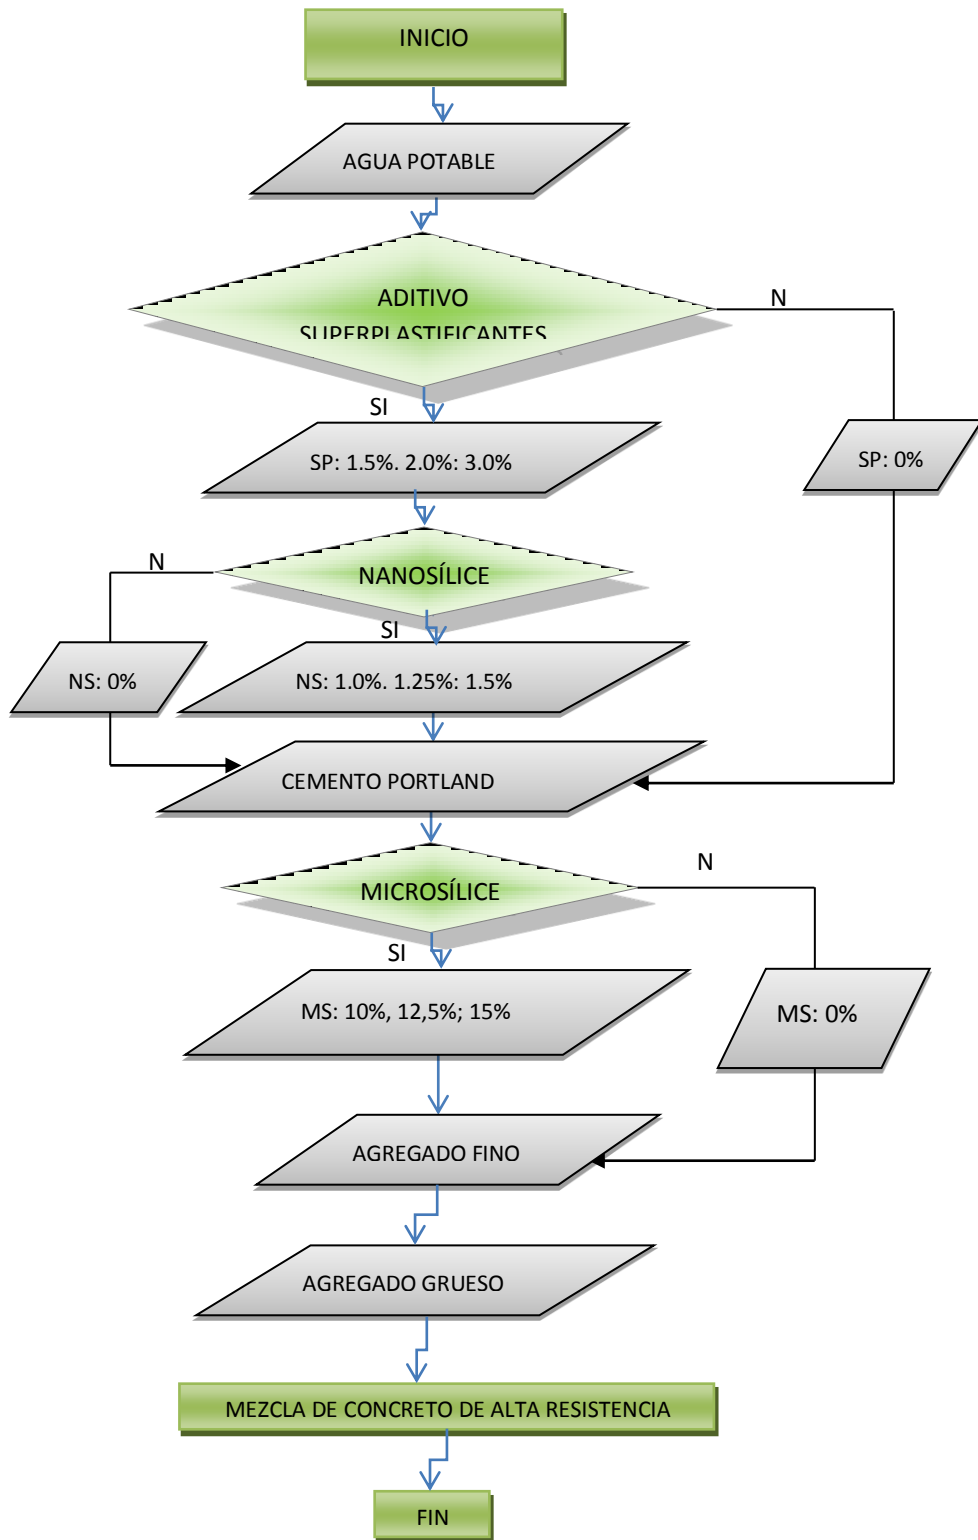 INICIO
AGUA POTABLE
ADITIVO
SUPERPLASTIFICANTES
N
SI
SP: 1.5%. 2.0%: 3.0%
SP: 0%
NANOSÍLICE
N
SI
NS: 0%
NS: 1.0%. 1.25%: 1.5%
CEMENTO PORTLAND
MICROSÍLICE
N
SI
MS: 10%, 12,5%; 15%
MS: 0%
AGREGADO FINO
AGREGADO GRUESO
MEZCLA DE CONCRETO DE ALTA RESISTENCIA
FIN